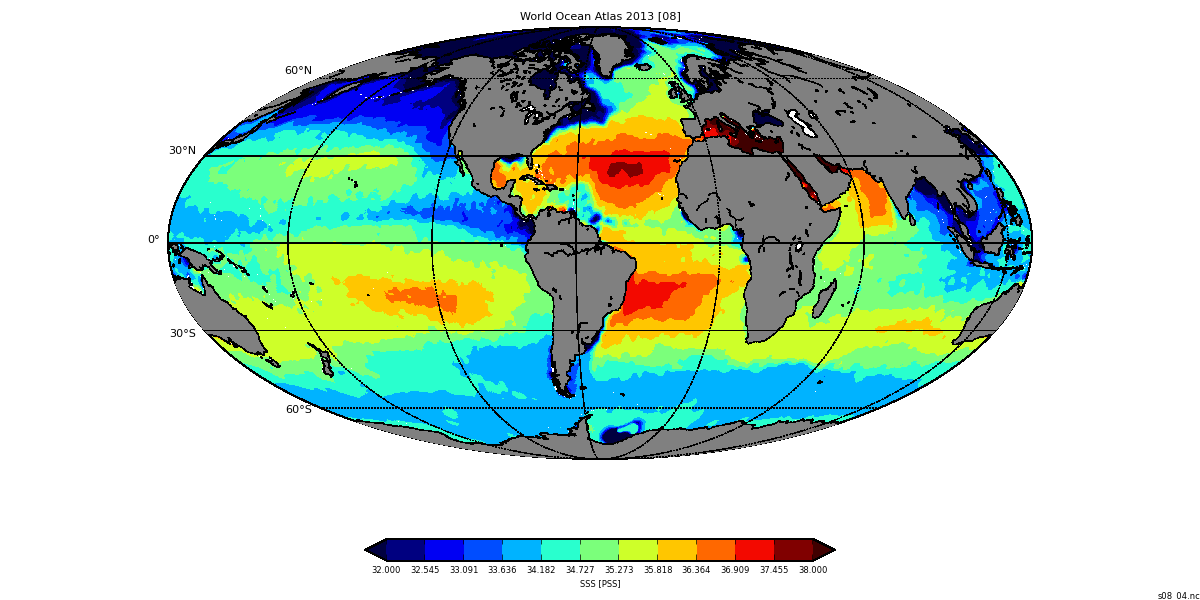 World Ocean Atlas 2013 [08]
60°N
30°N
0°
30°S
60°S
32.000 32.545 33.091 33.636 34.182 34.727 35.273 35.818 36.364 36.909 37.455 38.000
SSS [PSS]
s08_04.nc